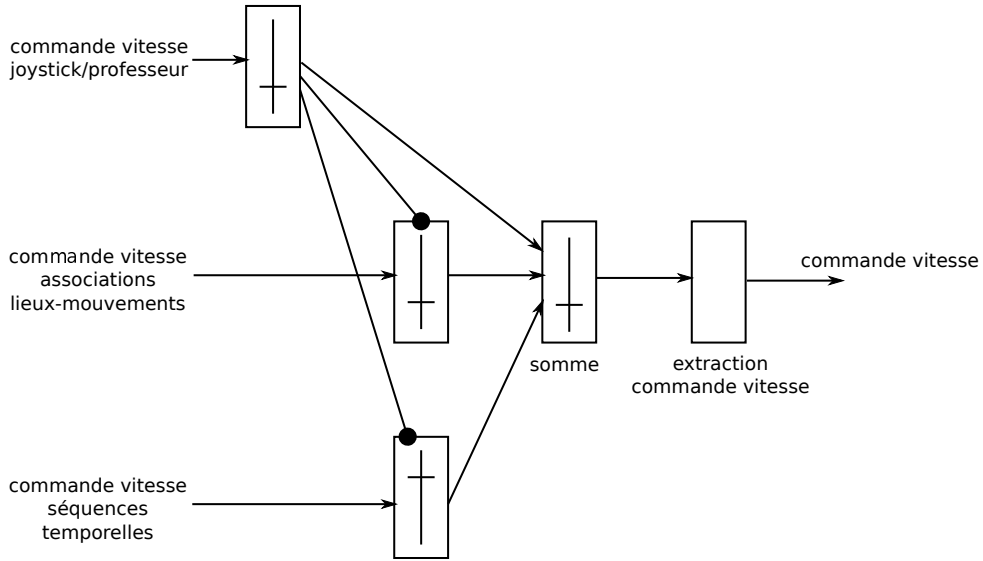 commande vitesse
joystick/professeur
commande vitesse
associations
lieux-mouvements
commande vitesse
somme
extraction
commande vitesse
commande vitesse
séquences
temporelles